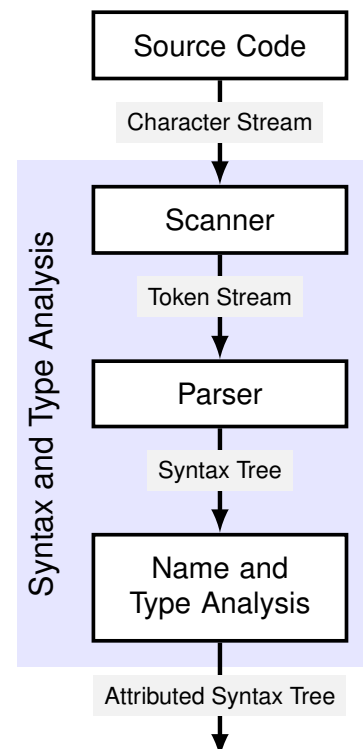 Source Code
Character Stream
Scanner
Token Stream
Parser
Syntax Tree
Name and
Type Analysis
Attributed Syntax Tree
Syntax and Type Analysis